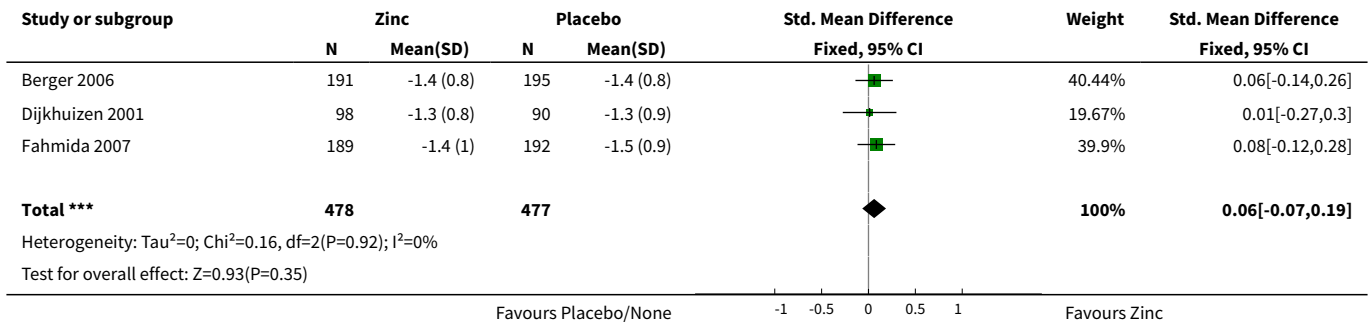 Study or subgroup Zinc Placebo Std. Mean Difference Weight Std. Mean Difference
N Mean(SD) N Mean(SD) Fixed, 95% CI Fixed, 95% CI
Berger 2006 191 -1.4 (0.8) 195 -1.4 (0.8) 40.44% 0.06[-0.14,0.26]
Dijkhuizen 2001 98 -1.3 (0.8) 90 -1.3 (0.9) 19.67% 0.01[-0.27,0.3]
Fahmida 2007 189 -1.4 (1) 192 -1.5 (0.9) 39.9% 0.08[-0.12,0.28]
Total *** 478 477 100% 0.06[-0.07,0.19]
Heterogeneity: Tau²=0; Chi²=0.16, df=2(P=0.92); I²=0%
Test for overall effect: Z=0.93(P=0.35)
Favours Placebo/None -1 -0.5 0 0.5 1 Favours Zinc